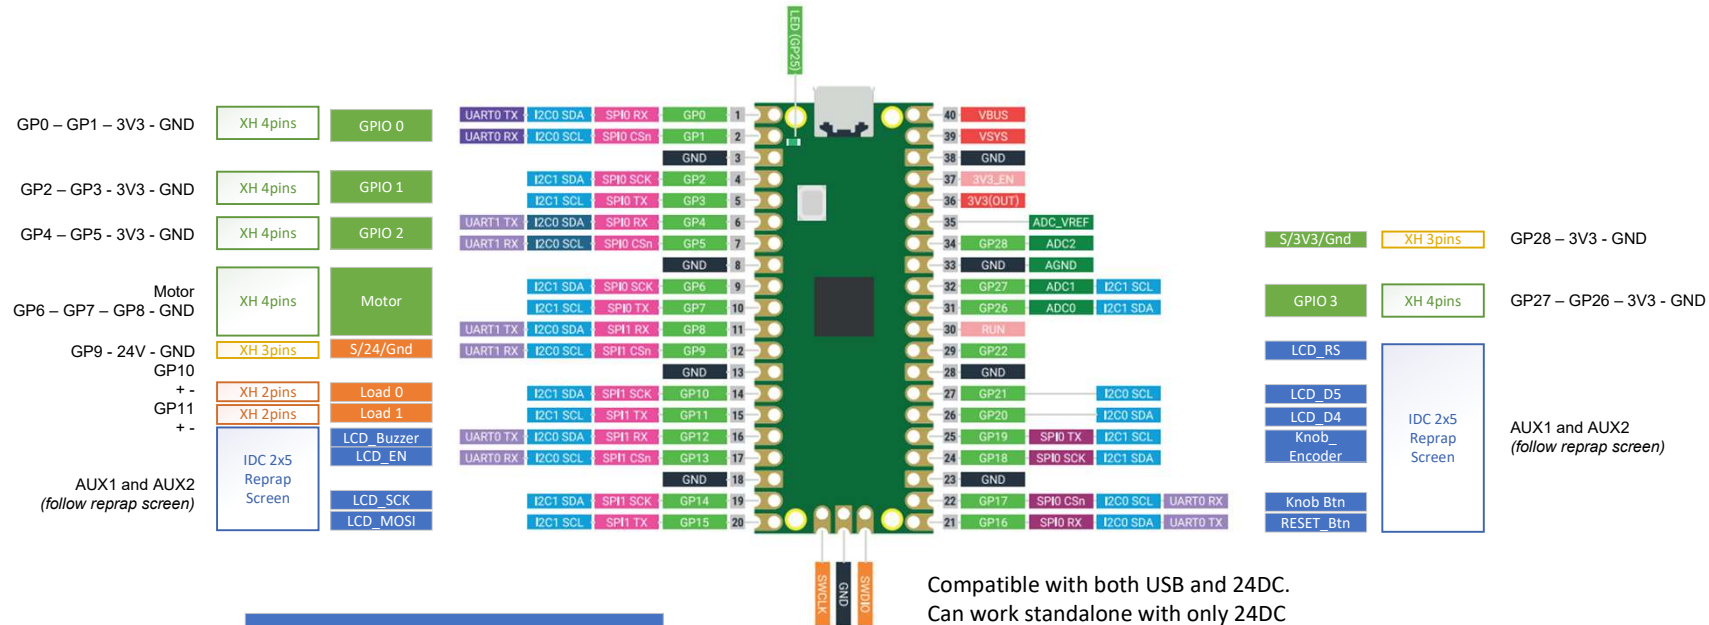 LED (GP25)
GP0 – GP1 – 3V3 - GND XH 4pins GPIO 0 UART0 TX I2C0 SDA SPI0 RX GP0 1 40 VBUS
UART0 RX I2C0 SCL SPI0 CSn GP1 2 39 VSYS
GND 3 38 GND
GP2 – GP3 - 3V3 – GND XH 4pins GPIO 1 I2C1 SDA SPI0 SCK GP2 4 37 3V3_EN
I2C1 SCL SPI0 TX GP3 5 36 3V3(OUT)
GP4 – GP5 - 3V3 - GND XH 4pins GPIO 2 UART1 TX I2C0 SDA SPI0 RX GP4 6 35 ADC_VREF
UART1 RX I2C0 SCL SPI0 CSn GP5 7 34 GP28 ADC2 S/3V3/Gnd XH 3pins GP28 – 3V3 - GND
GND 8 33 GND AGND
Motor
GP6 – GP7 – GP8 - GND XH 4pins Motor I2C1 SDA SPI0 SCK GP6 9 32 GP27 ADC1 I2C1 SCL
I2C1 SCL SPI0 TX GP7 10 31 GP26 ADC0 I2C1 SDA GPIO 3 XH 4pins GP27 – GP26 – 3V3 - GND
UART1 TX I2C0 SDA SPI1 RX GP8 11 30 RUN
GP9 - 24V - GND XH 3pins S/24/Gnd UART1 RX I2C0 SCL SPI1 CSn GP9 12 29 GP22 LCD_RS
GP10 GND 13 28 GND
+ - XH 2pins Load 0 I2C1 SDA SPI1 SCK GP10 14 27 GP21 I2C0 SCL LCD_D5
GP11 XH 2pins Load 1 I2C1 SCL SPI1 TX GP11 15 26 GP20 I2C0 SDA LCD_D4
+ -
LCD_Buzzer UART0 TX I2C0 SDA SPI1 RX GP12 16 25 GP19 SPI0 TX I2C1 SCL Knob_
LCD_EN UART0 RX I2C0 SCL SPI1 CSn GP13 17 24 GP18 SPI0 SCK I2C1 SDA Encoder
IDC 2x5
Reprap
Screen
IDC 2x5
Reprap
Screen
AUX1 and AUX2
(follow reprap screen)
AUX1 and AUX2
(follow reprap screen)
GND 18 23 GND
LCD_SCK I2C1 SDA SPI1 SCK GP14 19 22 GP17 SPI0 CSn I2C0 SCL UART0 RX Knob Btn
LCD_MOSI I2C1 SCL SPI1 TX GP15 20 21 GP16 SPI0 RX I2C0 SDA UART0 TX RESET_Btn
SWCLK
GND
SWDIO
Compatible with both USB and 24DC.
Can work standalone with only 24DC